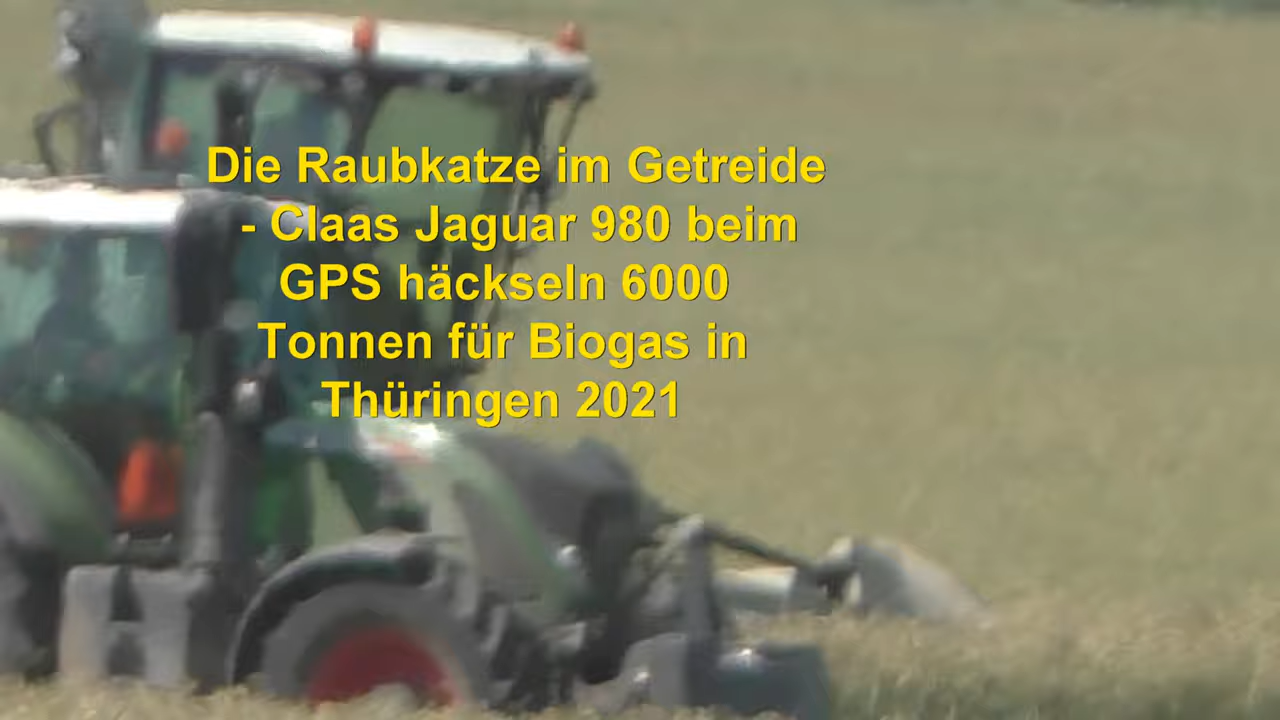 Die Raubkatze im Getreide
- Claas Jaguar 980 beim
GPS häckseln 6000
Tonnen für Biogas in
Thüringen 2021